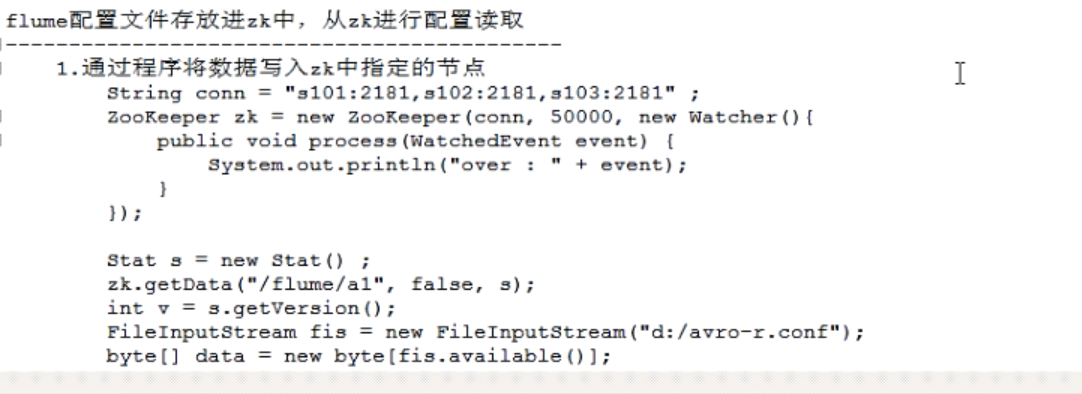 flume配置文件存放进zk中，从zk进行配置读取
--------------------------------------------
1.通过程序将数据写入zk中指定的节点
String conn = "s101:2181,s102:2181,s103:2181" ;
ZooKeeper zk = new ZooKeeper(conn, 50000, new Watcher(){
public void process(WatchedEvent event) {
System.out.println("over : " + event);
}
});
Stat s = new Stat() ;
zk.getData("/flume/a1", false, s);
int v = s.getVersion();
FileInputStream fis = new FileInputStream("d:/avro-r.conf");
byte[] data = new byte[fis.available()];